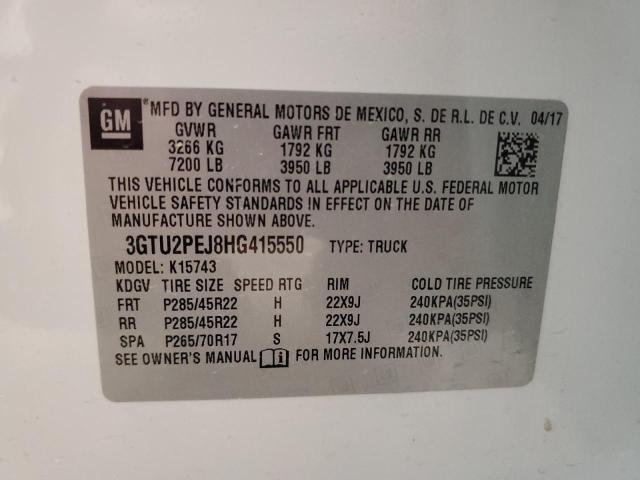 GM ®MFD BY GENERAL MOTORS DE MEXICO, S. DE R.L. DE C.V. 04/17
GVWR GAWR FRT GAWR RR
3266 KG 1792 KG 1792 KG
7200 LB 3950 LB 3950 LB
THIS VEHICLE CONFORMS TO ALL APPLICABLE U.S. FEDERAL MOTOR
VEHICLE SAFETY STANDARDS IN EFFECT ON THE DATE OF
MANUFACTURE SHOWN ABOVE.
3GTU2PEJ8HG415550 TYPE: TRUCK
MODEL: K15743
KDGV TIRE SIZE SPEED RTG RIM COLD TIRE PRESSURE
FRT P285/45R22 H 22X9J 240KPA(35PSI)
RR P285/45R22 H 22X9J 240KPA(35PSI)
SPA P265/70R17 S 17X7.5J 240KPA(35PSI)
SEE OWNER'S MANUAL FOR MORE INFORMATION